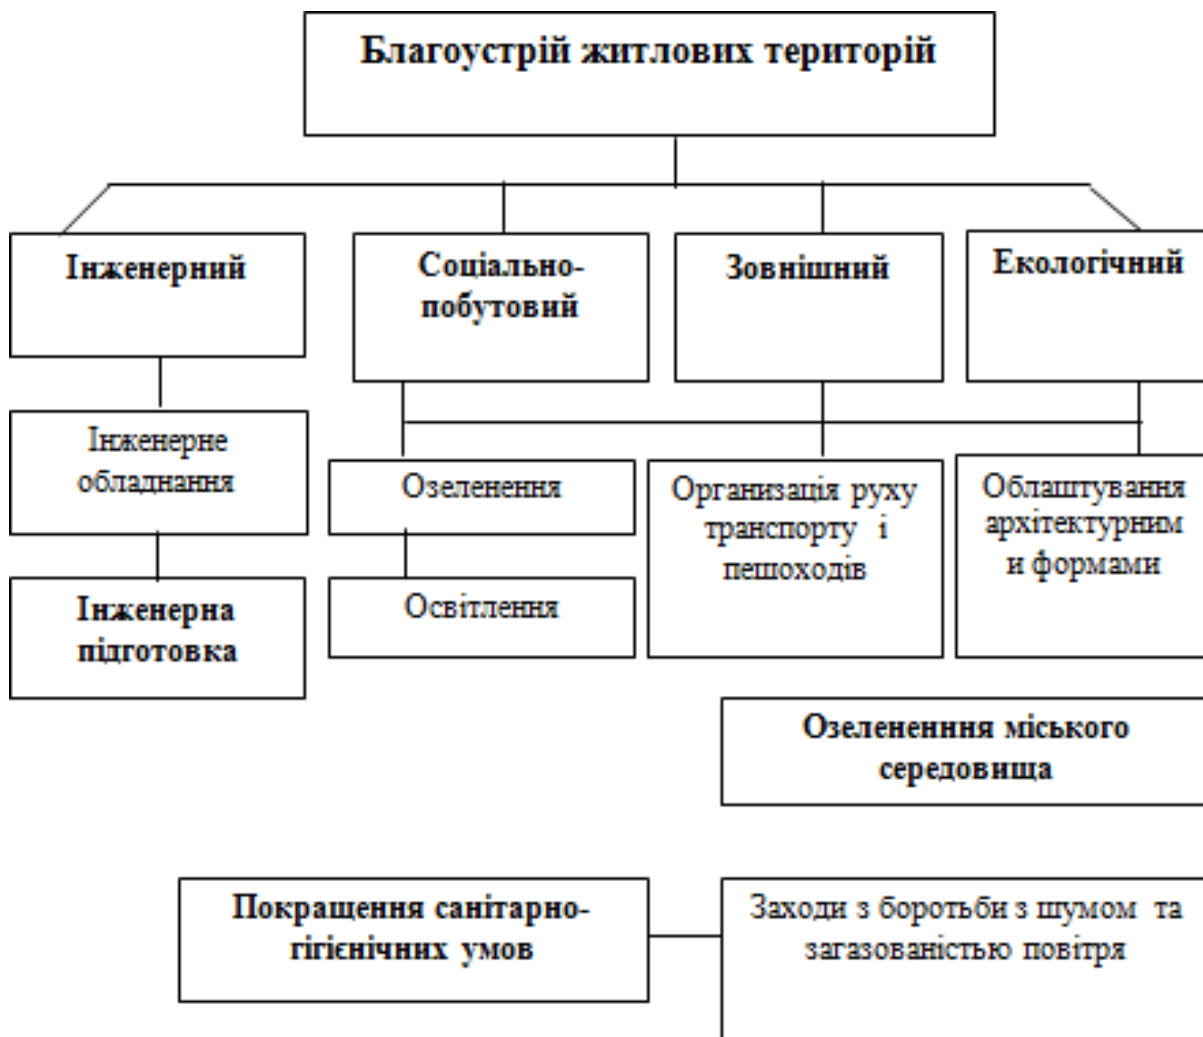 Благоустрій житлових територій
Інженерний
Соціально-
побутовий
Зовнішний
Екологічний
Інженерне
обладнання
Озеленення
Організація руху
транспорту і
пешоходів
Облаштування
архітектурним
и формами
Інженерна
підготовка
Освітлення
Озелененння міського
середовища
Покращення санітарно-
гігієнічних умов
Заходи з боротьби з шумом та
загазованістью повітря